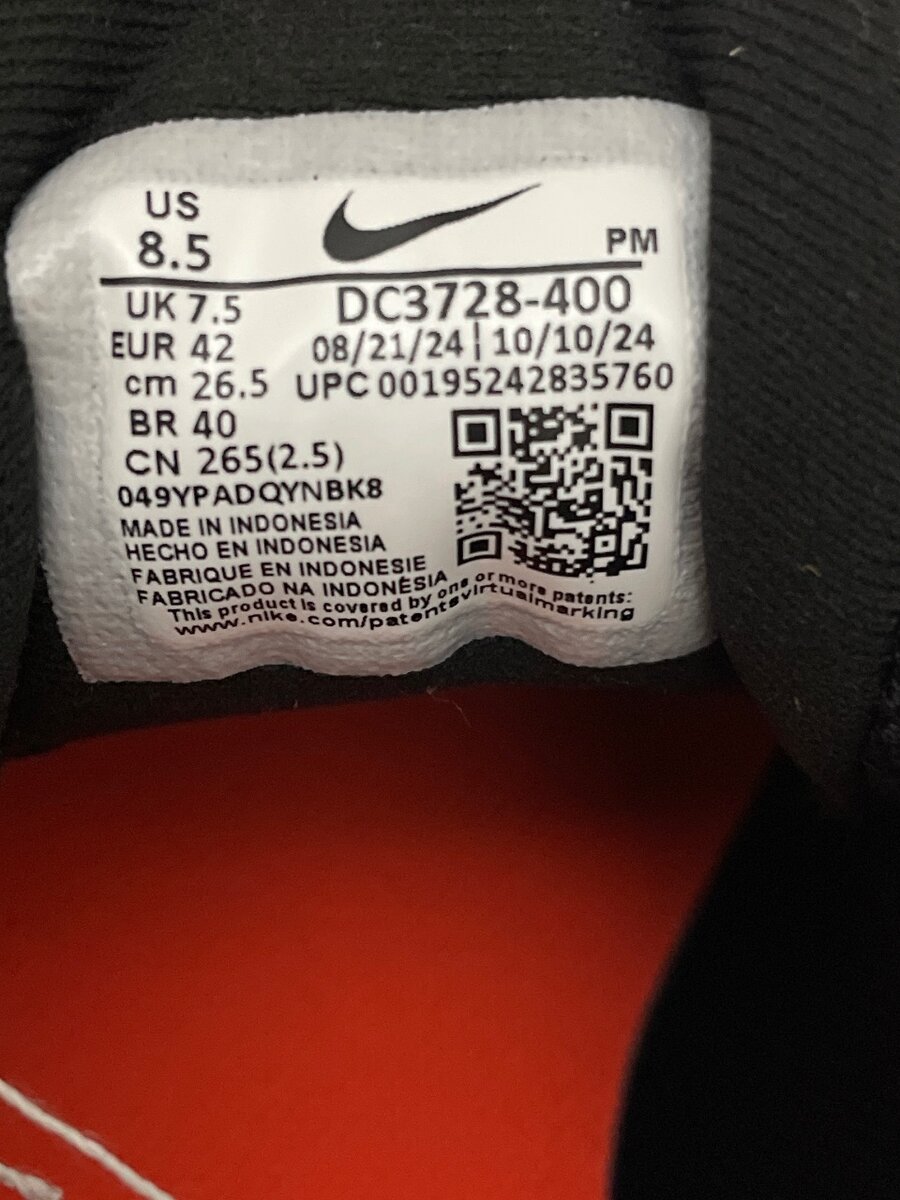 US
8.5
PM
UK 7.5
DC3728-400
EUR 42
08/21/24 | 10/10/24
cm 26.5
UPC 00195242835760
BR 40
CN 265(2.5)
049YPADQYNBK8
MADE IN INDONESIA
HECHO EN INDONESIA
FABRIQUE EN INDONESIE
FABRICADO NA INDONÉSIA
This product is covered by one or more patents:
www.nike.com/patentsvirtualmarking